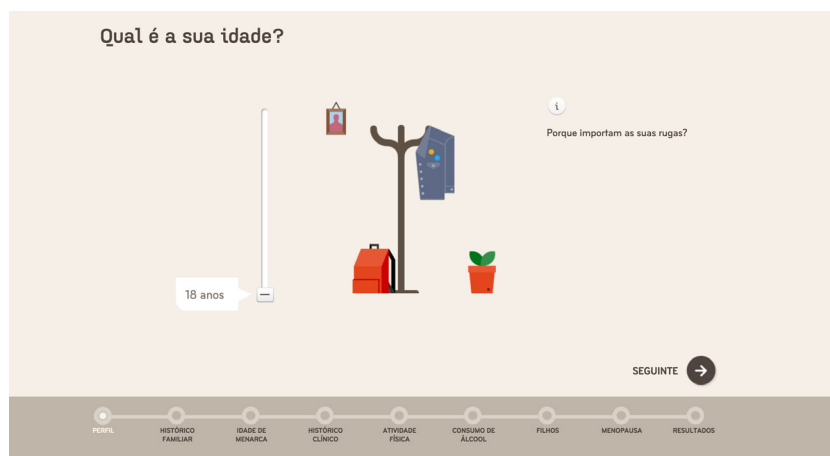 Qual é a sua idade?
i
Porque importam as suas rugas?
18 anos
SEGUINTE
PERFIL
HISTÓRICO
FAMILIAR
IDADE DE
MENARCA
HISTÓRICO
CLÍNICO
ATIVIDADE
FÍSICA
CONSUMO DE
ÁLCOOL
FILHOS
MENOPAUSA
RESULTADOS